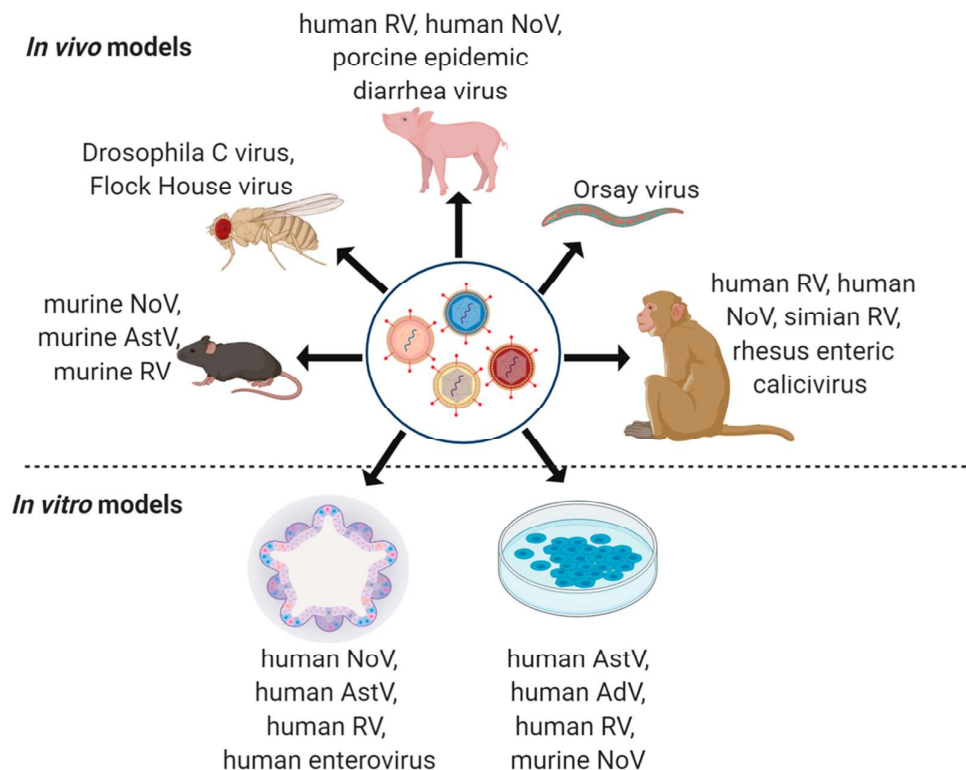 In vivo models
human RV, human NoV,
porcine epidemic
diarrhea virus
Drosophila C virus,
Flock House virus
Orsay virus
murine NoV,
murine AstV,
murine RV
human RV, human
NoV, simian RV,
rhesus enteric
calicivirus
In vitro models
human NoV,
human AstV,
human RV,
human enterovirus
human AstV,
human AdV,
human RV,
murine NoV